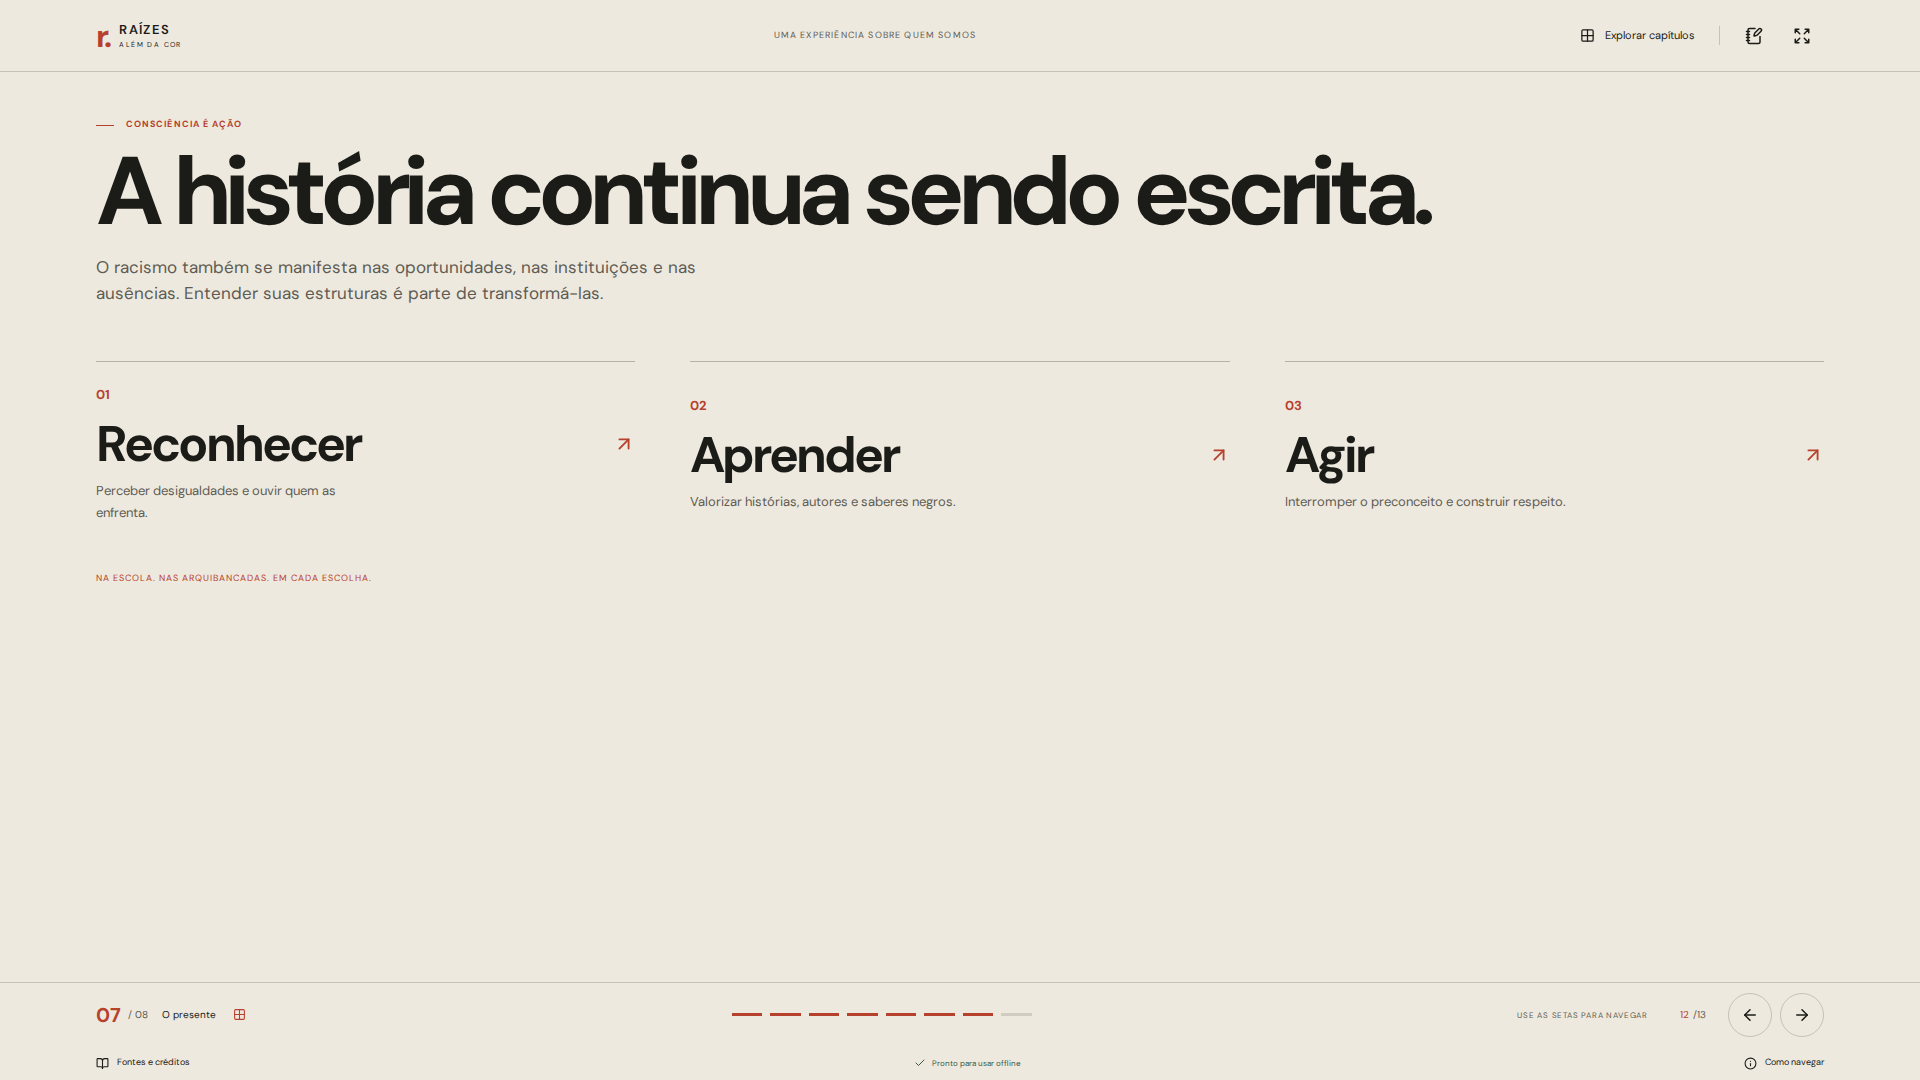 r. RAÍZES
ALÉM DA COR
UMA EXPERIÊNCIA SOBRE QUEM SOMOS
Explorar capítulos
CONSCIÊNCIA É AÇÃO
A história continua sendo escrita.
O racismo também se manifesta nas oportunidades, nas instituições e nas
ausências. Entender suas estruturas é parte de transformá-las.
01
Reconhecer
Perceber desigualdades e ouvir quem as
enfrenta.
02
Aprender
Valorizar histórias, autores e saberes negros.
03
Agir
Interromper o preconceito e construir respeito.
NA ESCOLA. NAS ARQUIBANCADAS. EM CADA ESCOLHA.
07 / 08 O presente
USE AS SETAS PARA NAVEGAR
12 /13
Fontes e créditos
Pronto para usar offline
Como navegar